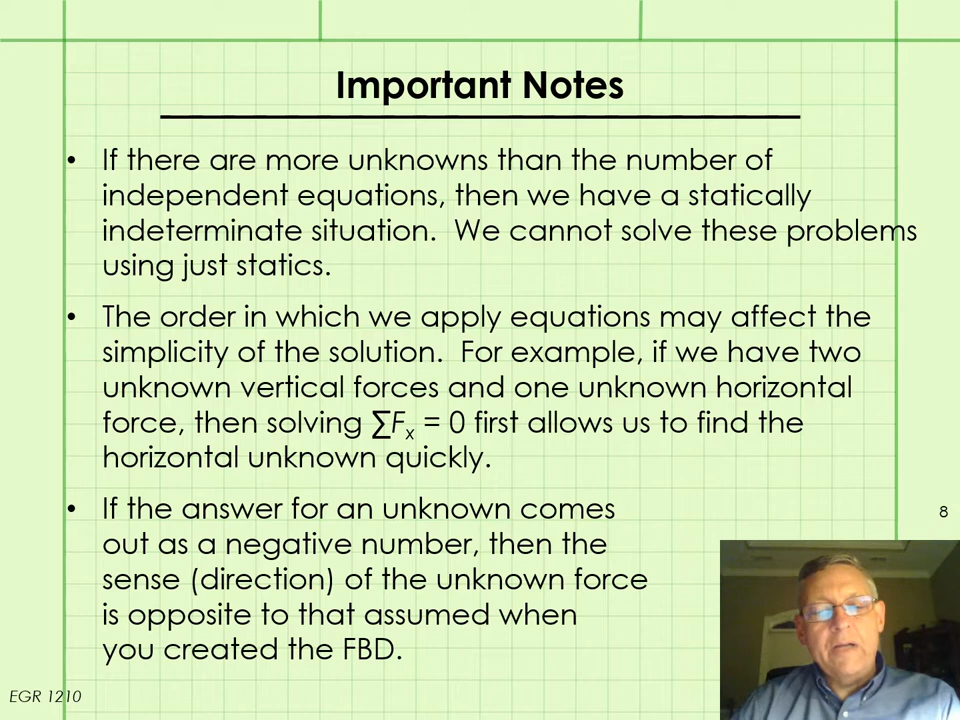 Important Notes
• If there are more unknowns than the number of
independent equations, then we have a statically
indeterminate situation.  We cannot solve these problems
using just statics.
• The order in which we apply equations may affect the
simplicity of the solution.  For example, if we have two
unknown vertical forces and one unknown horizontal
force, then solving ∑Fₓ = 0 first allows us to find the
horizontal unknown quickly.
• If the answer for an unknown comes
out as a negative number, then the
sense (direction) of the unknown force
is opposite to that assumed when
you created the FBD.
8
EGR 1210